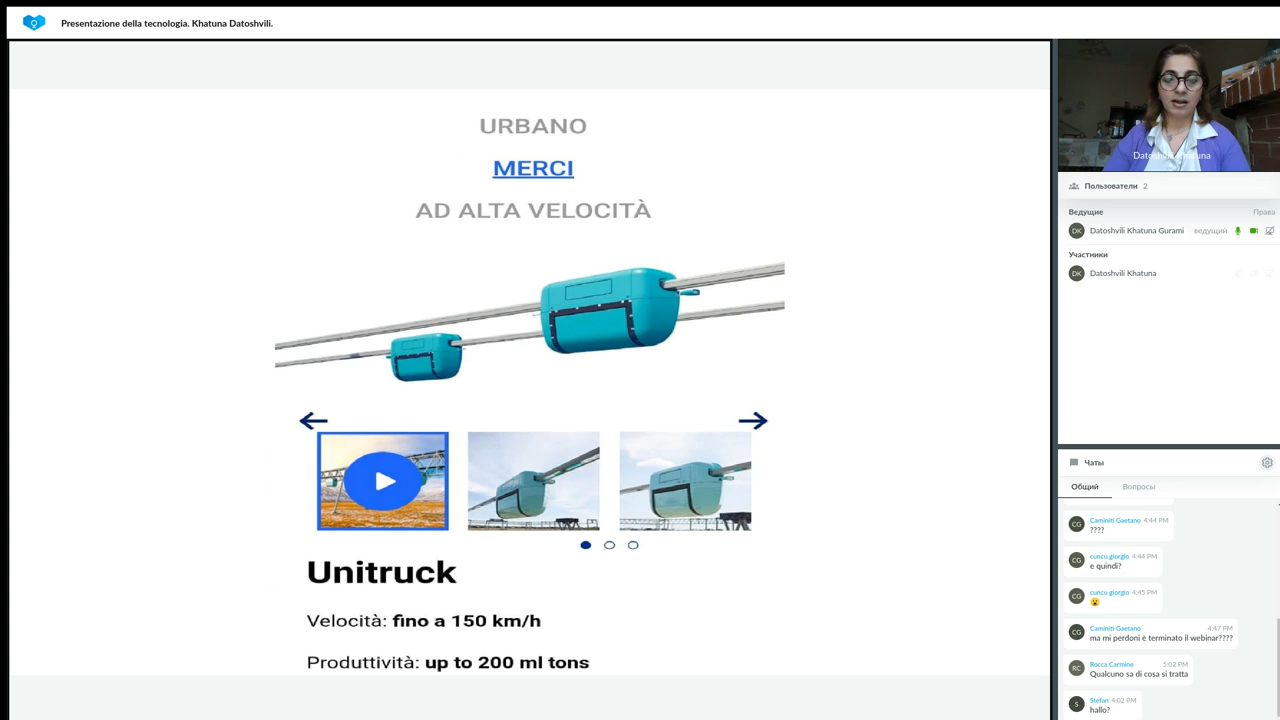 Presentazione della tecnologia. Khatuna Datoshvili.
URBANO
MERCI
AD ALTA VELOCITÀ
Unitruck
Velocità: fino a 150 km/h
Produttività: up to 200 ml tons
Datoshvili Khatuna
Пользователи 2
Ведущие Права
DK Datoshvili Khatuna Gurami ведущий
Участники
DK Datoshvili Khatuna
Чаты
Общий Вопросы
CG Caminiti Gaetano 4:44 PM
????
CG cuncu giorgio 4:44 PM
e quindi?
CG cuncu giorgio 4:45 PM
😮
CG Caminiti Gaetano 4:47 PM
ma mi perdoni è terminato il webinar????
RC Rocca Carmine 5:02 PM
Qualcuno sa di cosa si tratta
S Stefan 4:02 PM
hallo?